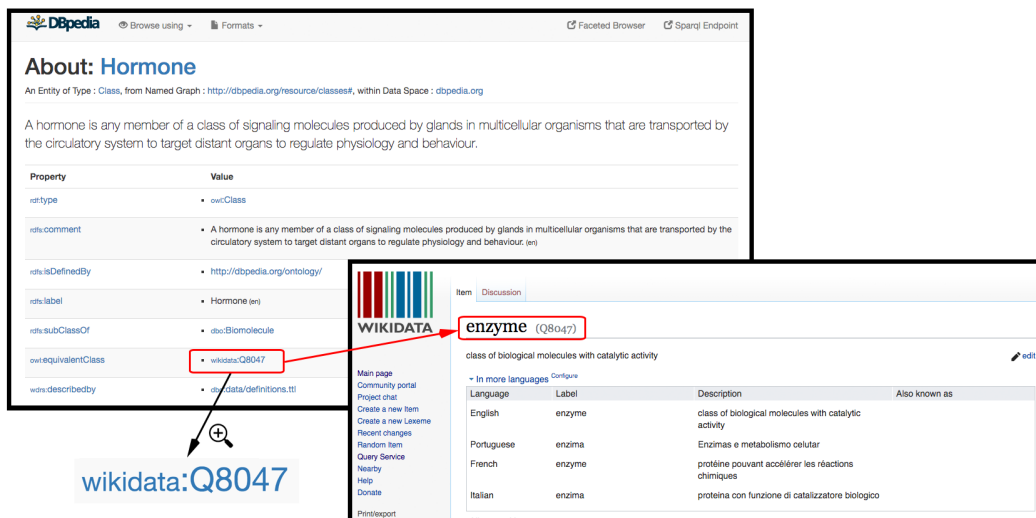 DBpedia Browse using Formats Faceted Browser Sparql Endpoint
About: Hormone
An Entity of Type : Class, from Named Graph : http://dbpedia.org/resource/classes#, within Data Space : dbpedia.org
A hormone is any member of a class of signaling molecules produced by glands in multicellular organisms that are transported by
the circulatory system to target distant organs to regulate physiology and behaviour.
Property Value
rdf:type owl:Class
rdfs:comment A hormone is any member of a class of signaling molecules produced by glands in multicellular organisms that are transported by the
circulatory system to target distant organs to regulate physiology and behaviour. (en)
rdfs:isDefinedBy http://dbpedia.org/ontology/
rdfs:label Hormone (en)
rdfs:subClassOf dbo:Biomolecule
owl:equivalentClass wikidata:Q8047
wdrs:describedby data/definitions.ttl
wikidata:Q8047
WIKIDATA
Main page
Community portal
Project chat
Create a new Item
Create a new Lexeme
Recent changes
Random Item
Query Service
Nearby
Help
Donate
Print/export
Item Discussion
enzyme (Q8047)
class of biological molecules with catalytic activity edit
In more languages Configure
Language Label Description Also known as
English enzyme class of biological molecules with catalytic
activity
Portuguese enzima Enzimas e metabolismo celutar
French enzyme protéine pouvant accélérer les réactions
chimiques
Italian enzima proteina con funzione di catalizzatore biologico